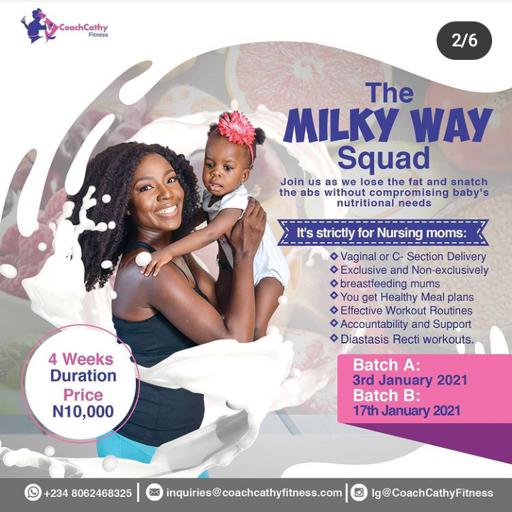 CoachCathy
Fitness
2/6
The
MILKY WAY
Squad
Join us as we lose the fat and snatch
the abs without compromising baby's
nutritional needs
It's strictly for Nursing moms:
Vaginal or C- Section Delivery
Exclusive and Non-exclusively
breastfeeding mums
You get Healthy Meal plans
Effective Workout Routines
Accountability and Support
Diastasis Recti workouts.
4 Weeks
Duration
Price
N10,000
Batch A:
3rd January 2021
Batch B:
17th January 2021
+234 8062468325 | inquiries@coachcathyfitness.com | Ig@CoachCathyFitness